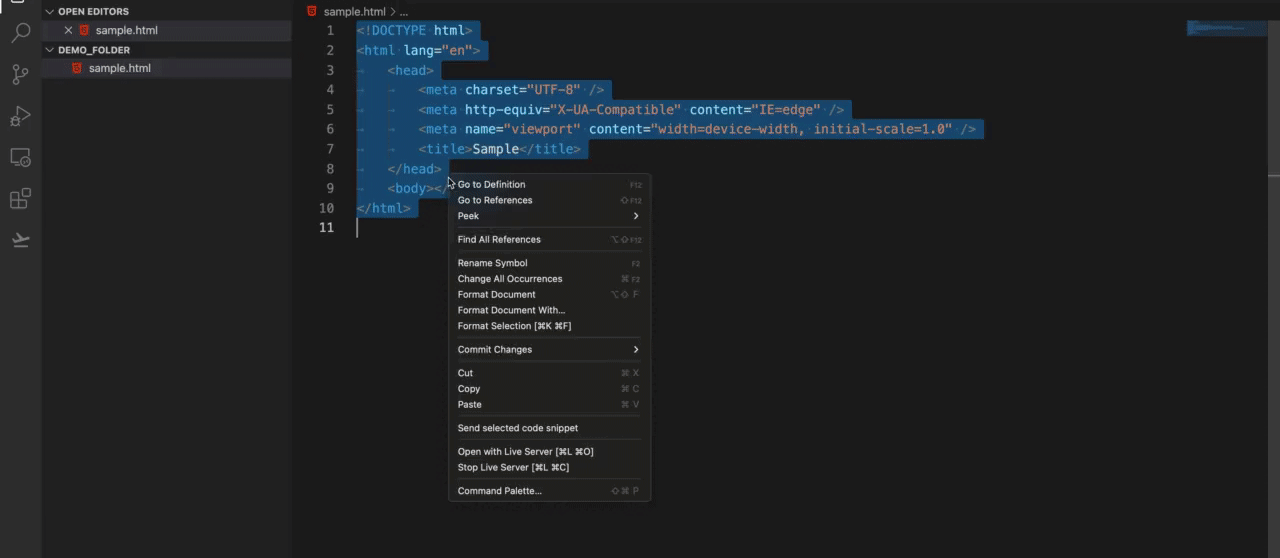 OPEN EDITORS
sample.html
DEMO_FOLDER
sample.html
sample.html > ...
1 <!DOCTYPE html>
2 <html lang="en">
3 <head>
4 <meta charset="UTF-8" />
5 <meta http-equiv="X-UA-Compatible" content="IE=edge" />
6 <meta name="viewport" content="width=device-width, initial-scale=1.0" />
7 <title>Sample</title>
8 </head>
9 <body></
10 </html>
11
Go to Definition F12
Go to References ⇧F12
Peek
Find All References ⌥⇧F12
Rename Symbol F2
Change All Occurrences ⌘F2
Format Document ⌥⇧F
Format Document With...
Format Selection [⌘K ⌘F]
Commit Changes
Cut ⌘X
Copy ⌘C
Paste ⌘V
Send selected code snippet
Open with Live Server [⌘L ⌘O]
Stop Live Server [⌘L ⌘C]
Command Palette... ⇧⌘P